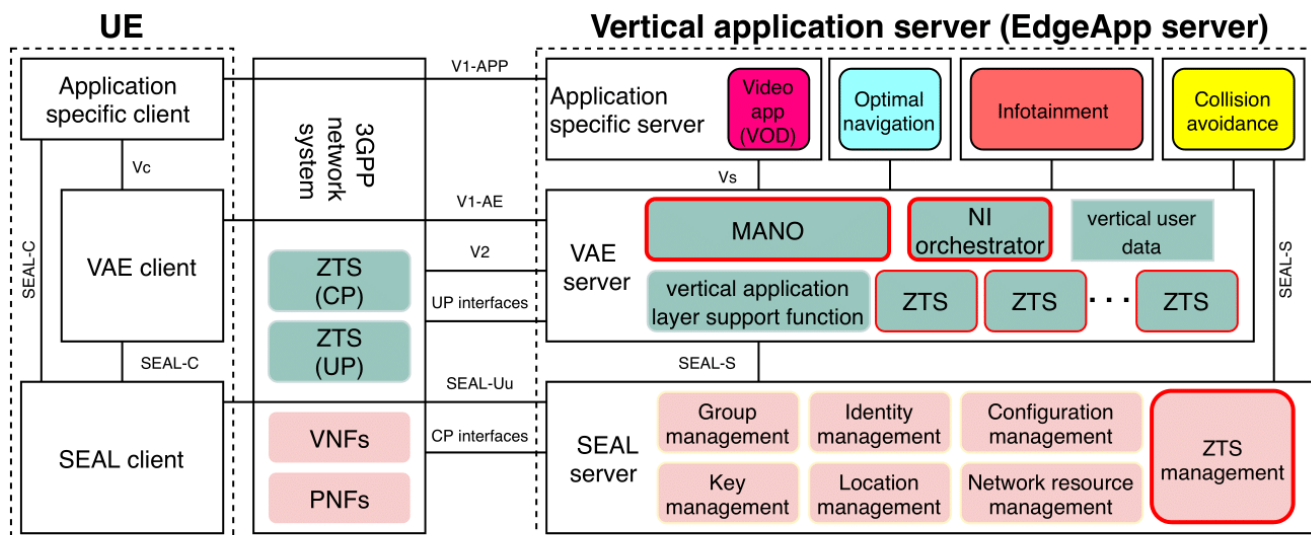 UE
Vertical application server (EdgeApp server)
Application
specific client
Vc
VAE client
SEAL-C
SEAL-C
SEAL client
3GPP
network
system
ZTS
(CP)
ZTS
(UP)
VNFs
PNFs
V1-APP
V1-AE
V2
UP interfaces
SEAL-Uu
CP interfaces
Application
specific server
Video
app
(VOD)
Optimal
navigation
Infotainment
Collision
avoidance
Vs
VAE
server
MANO
NI
orchestrator
vertical user
data
vertical application
layer support function
ZTS
ZTS
...
ZTS
SEAL-S
SEAL-S
SEAL
server
Group
management
Identity
management
Configuration
management
Key
management
Location
management
Network resource
management
ZTS
management